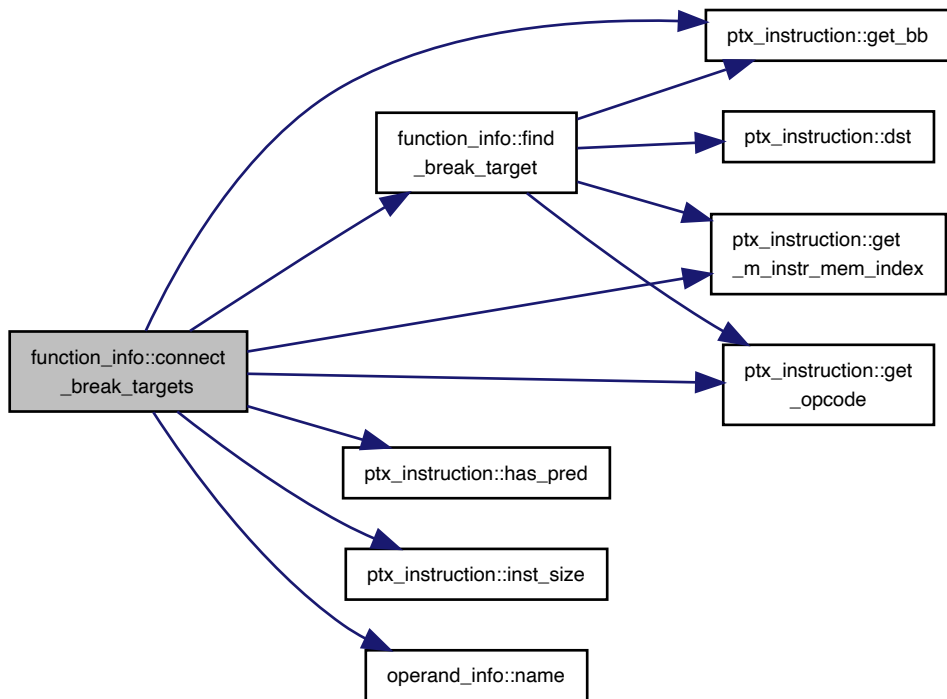 ptx_instruction::get_bb
function_info::find
_break_target
ptx_instruction::dst
ptx_instruction::get
_m_instr_mem_index
function_info::connect
_break_targets
ptx_instruction::get
_opcode
ptx_instruction::has_pred
ptx_instruction::inst_size
operand_info::name